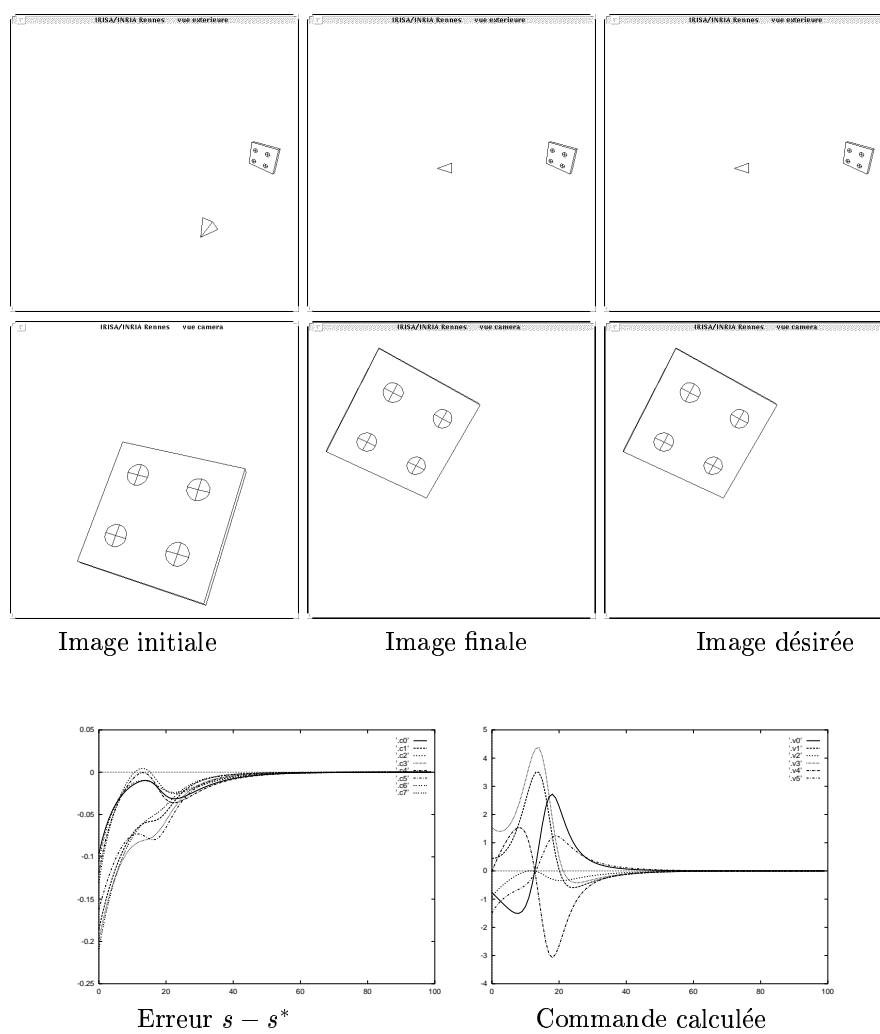 IRISA/INRIA Rennes vue exterieure
IRISA/INRIA Rennes vue exterieure
IRISA/INRIA Rennes vue exterieure
IRISA/INRIA Rennes vue camera
IRISA/INRIA Rennes vue camera
IRISA/INRIA Rennes vue camera
Image initiale
Image finale
Image désirée
0.05
0
-0.05
-0.1
-0.15
-0.2
-0.25
0 20 40 60 80 100
'.c0'
'.c1'
'.c2'
'.c3'
'.c4'
'.c5'
'.c6'
'.c7'
Erreur s − s*
5
4
3
2
1
0
-1
-2
-3
-4
0 20 40 60 80 100
'.v0'
'.v1'
'.v2'
'.v3'
'.v4'
'.v5'
Commande calculée